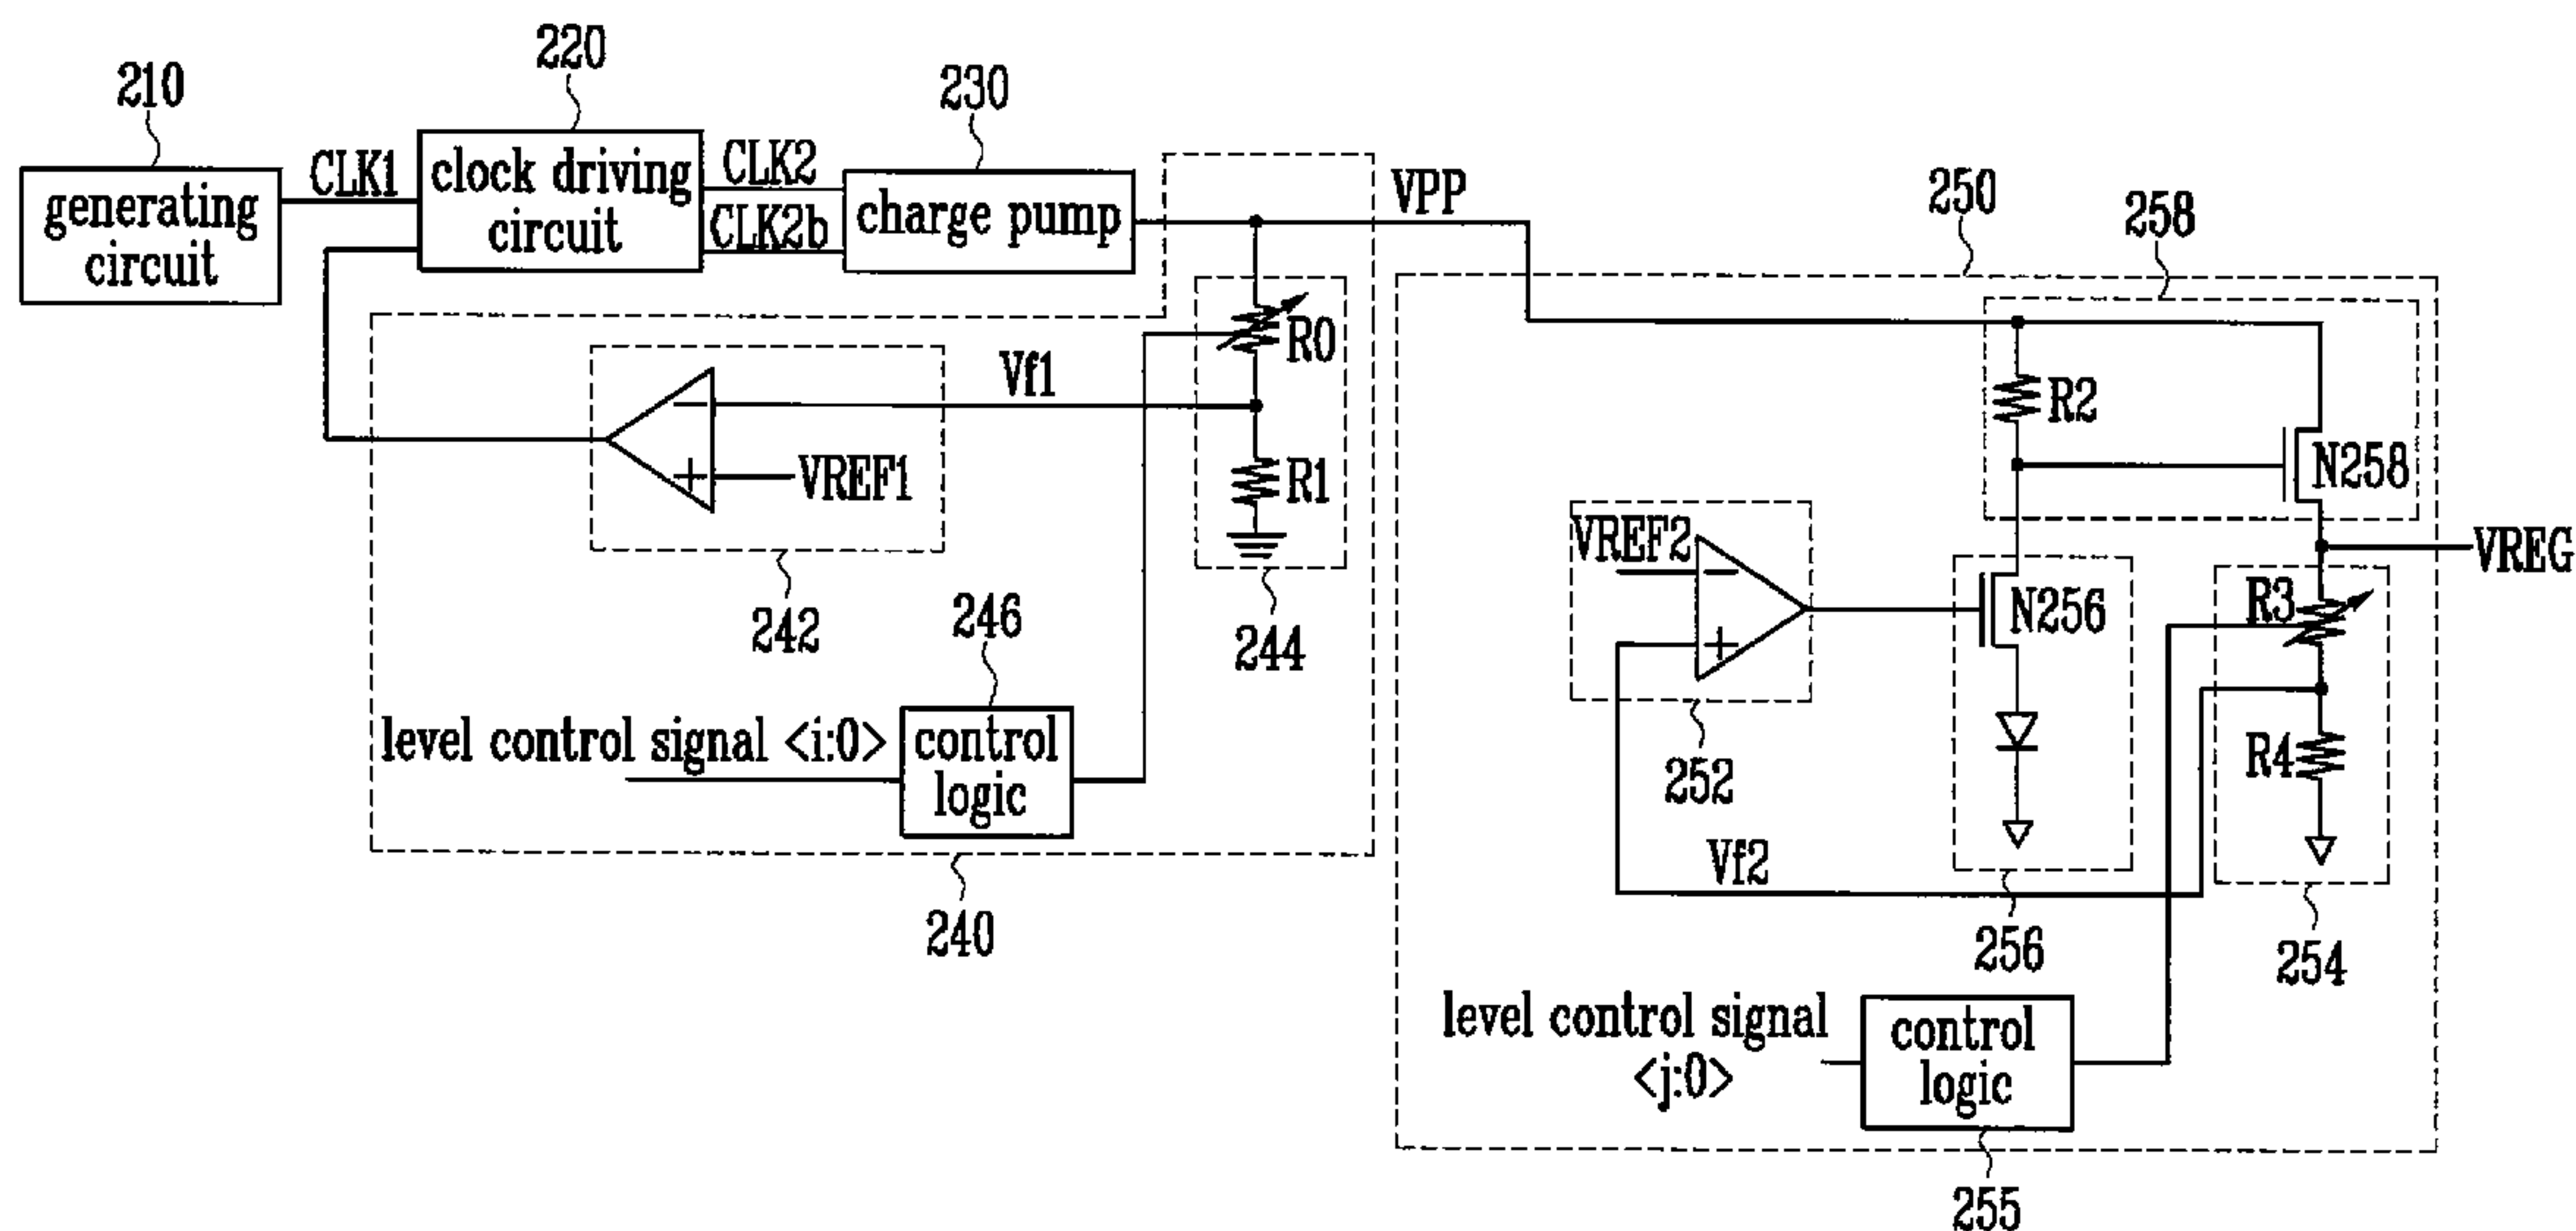 210
220
230
generating
circuit
CLK1
clock driving
circuit
CLK2
CLK2b
charge pump
VPP
250
258
R0
Vf1
R1
VREF1
242
244
246
level control signal <i:0>
control
logic
240
R2
N258
VREF2
N256
VREG
R3
R4
252
Vf2
256
254
level control signal
<j:0>
control
logic
255
-
+
-
+